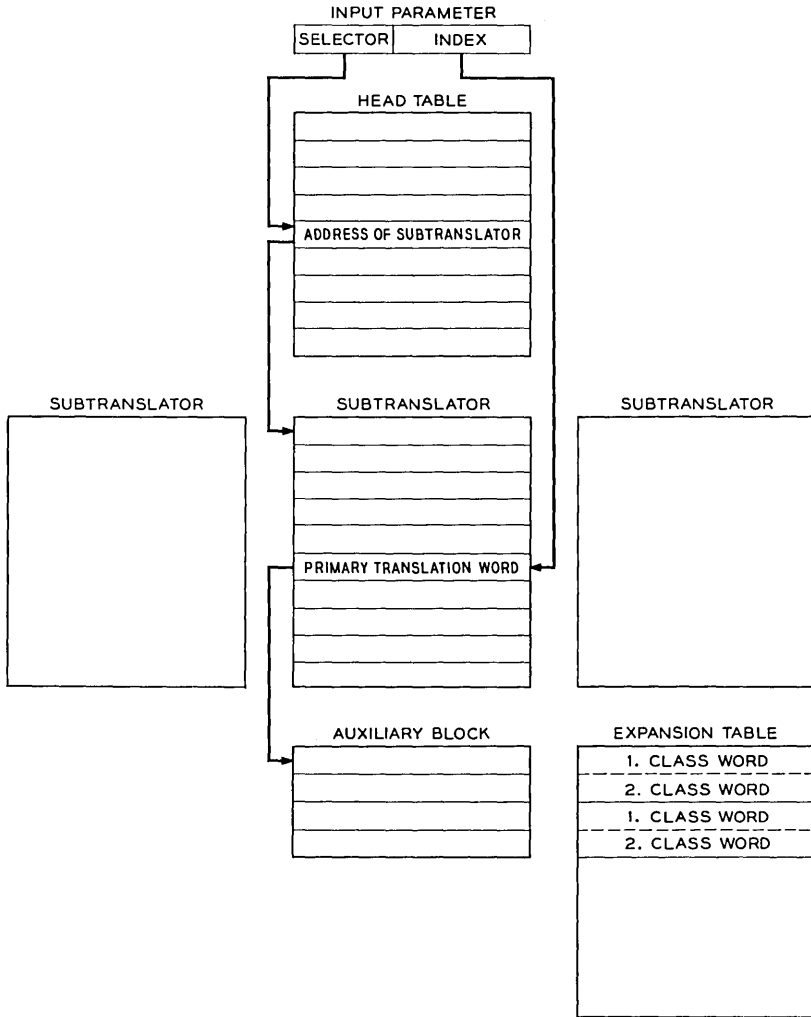 INPUT PARAMETER
SELECTOR INDEX
HEAD TABLE
ADDRESS OF SUBTRANSLATOR
SUBTRANSLATOR SUBTRANSLATOR SUBTRANSLATOR
PRIMARY TRANSLATION WORD
AUXILIARY BLOCK EXPANSION TABLE
1. CLASS WORD
2. CLASS WORD
1. CLASS WORD
2. CLASS WORD